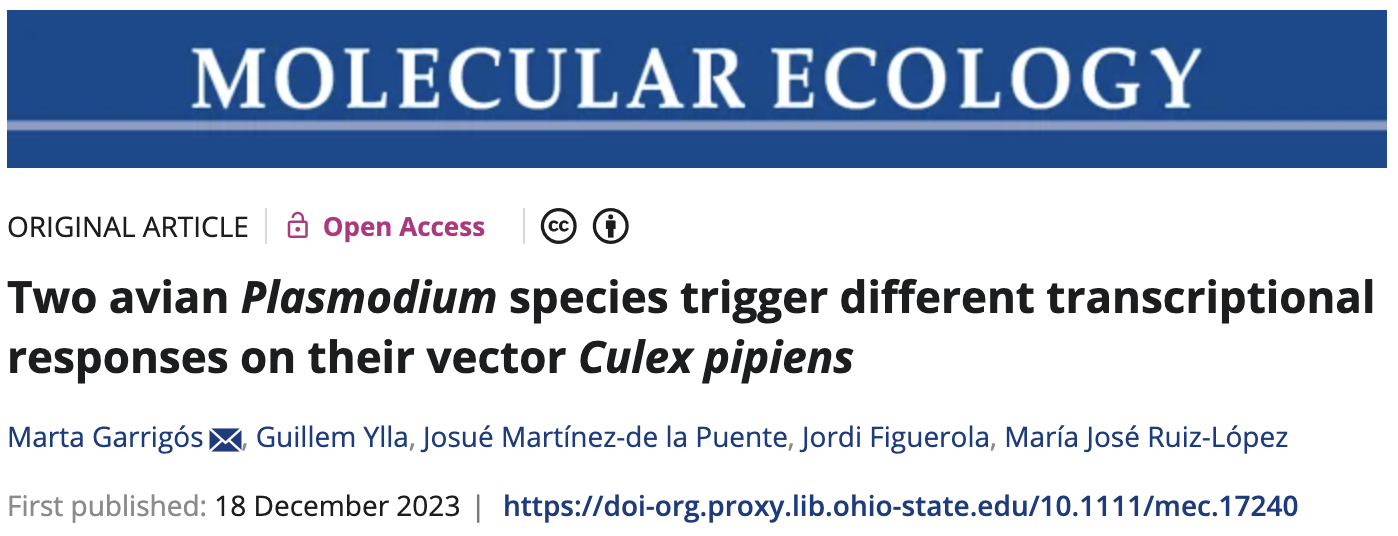 MOLECULAR ECOLOGY
ORIGINAL ARTICLE Open Access cc
Two avian Plasmodium species trigger different transcriptional
responses on their vector Culex pipiens
Marta Garrigós, Guillem Ylla, Josué Martínez-de la Puente, Jordi Figuerola, María José Ruiz-López
First published: 18 December 2023 | https://doi-org.proxy.lib.ohio-state.edu/10.1111/mec.17240